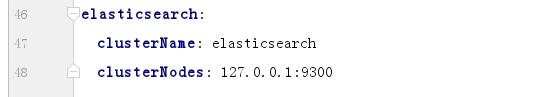 46 elasticsearch:
47 clusterName: elasticsearch
48 clusterNodes: 127.0.0.1:9300